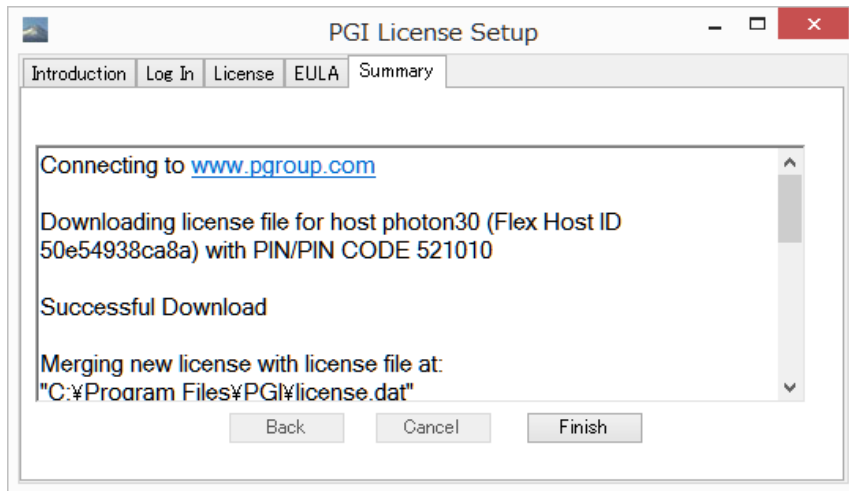 PGI License Setup
Introduction Log In License EULA Summary
Connecting to www.pgroup.com
Downloading license file for host photon30 (Flex Host ID
50e54938ca8a) with PIN/PIN CODE 521010
Successful Download
Merging new license with license file at:
"C:¥Program Files¥PGI¥license.dat"
Back Cancel Finish